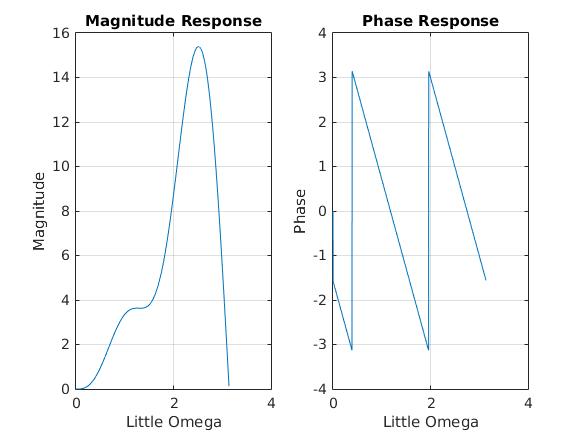 Magnitude Response
16
14
12
10
8
6
4
2
0
Magnitude
0 2 4
Little Omega
Phase Response
4
3
2
1
0
-1
-2
-3
-4
Phase
0 2 4
Little Omega